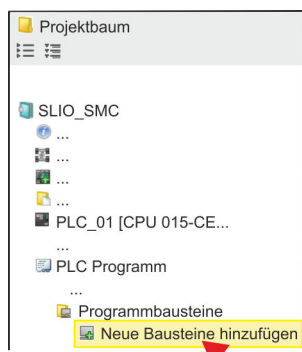 Projektbaum
SLIO_SMC
...
...
...
...
PLC_01 [CPU 015-CE...
...
PLC Programm
...
Programmbausteine
Neue Bausteine hinzufügen